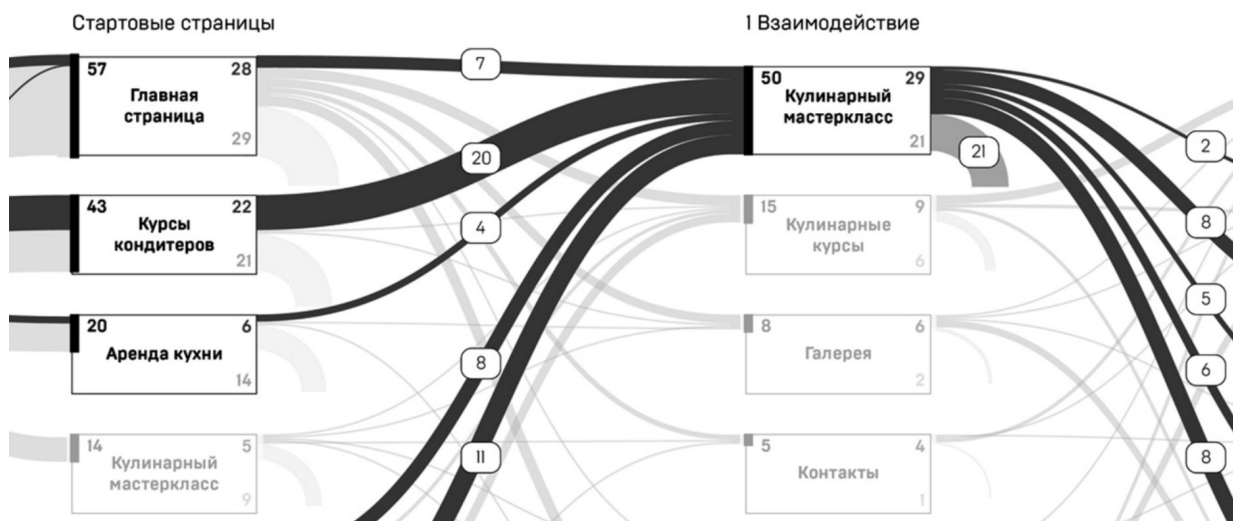 Стартовые страницы
1 Взаимодействие
57 28
Главная
страница
29
7
50 29
Кулинарный
мастеркласс
21
21
2
43 22
Курсы
кондитеров
21
20
4
15 9
Кулинарные
курсы
6
8
20 6
Аренда кухни
14
8
8 6
Галерея
2
5
6
14 5
Кулинарный
мастеркласс
9
11
5 4
Контакты
1
8